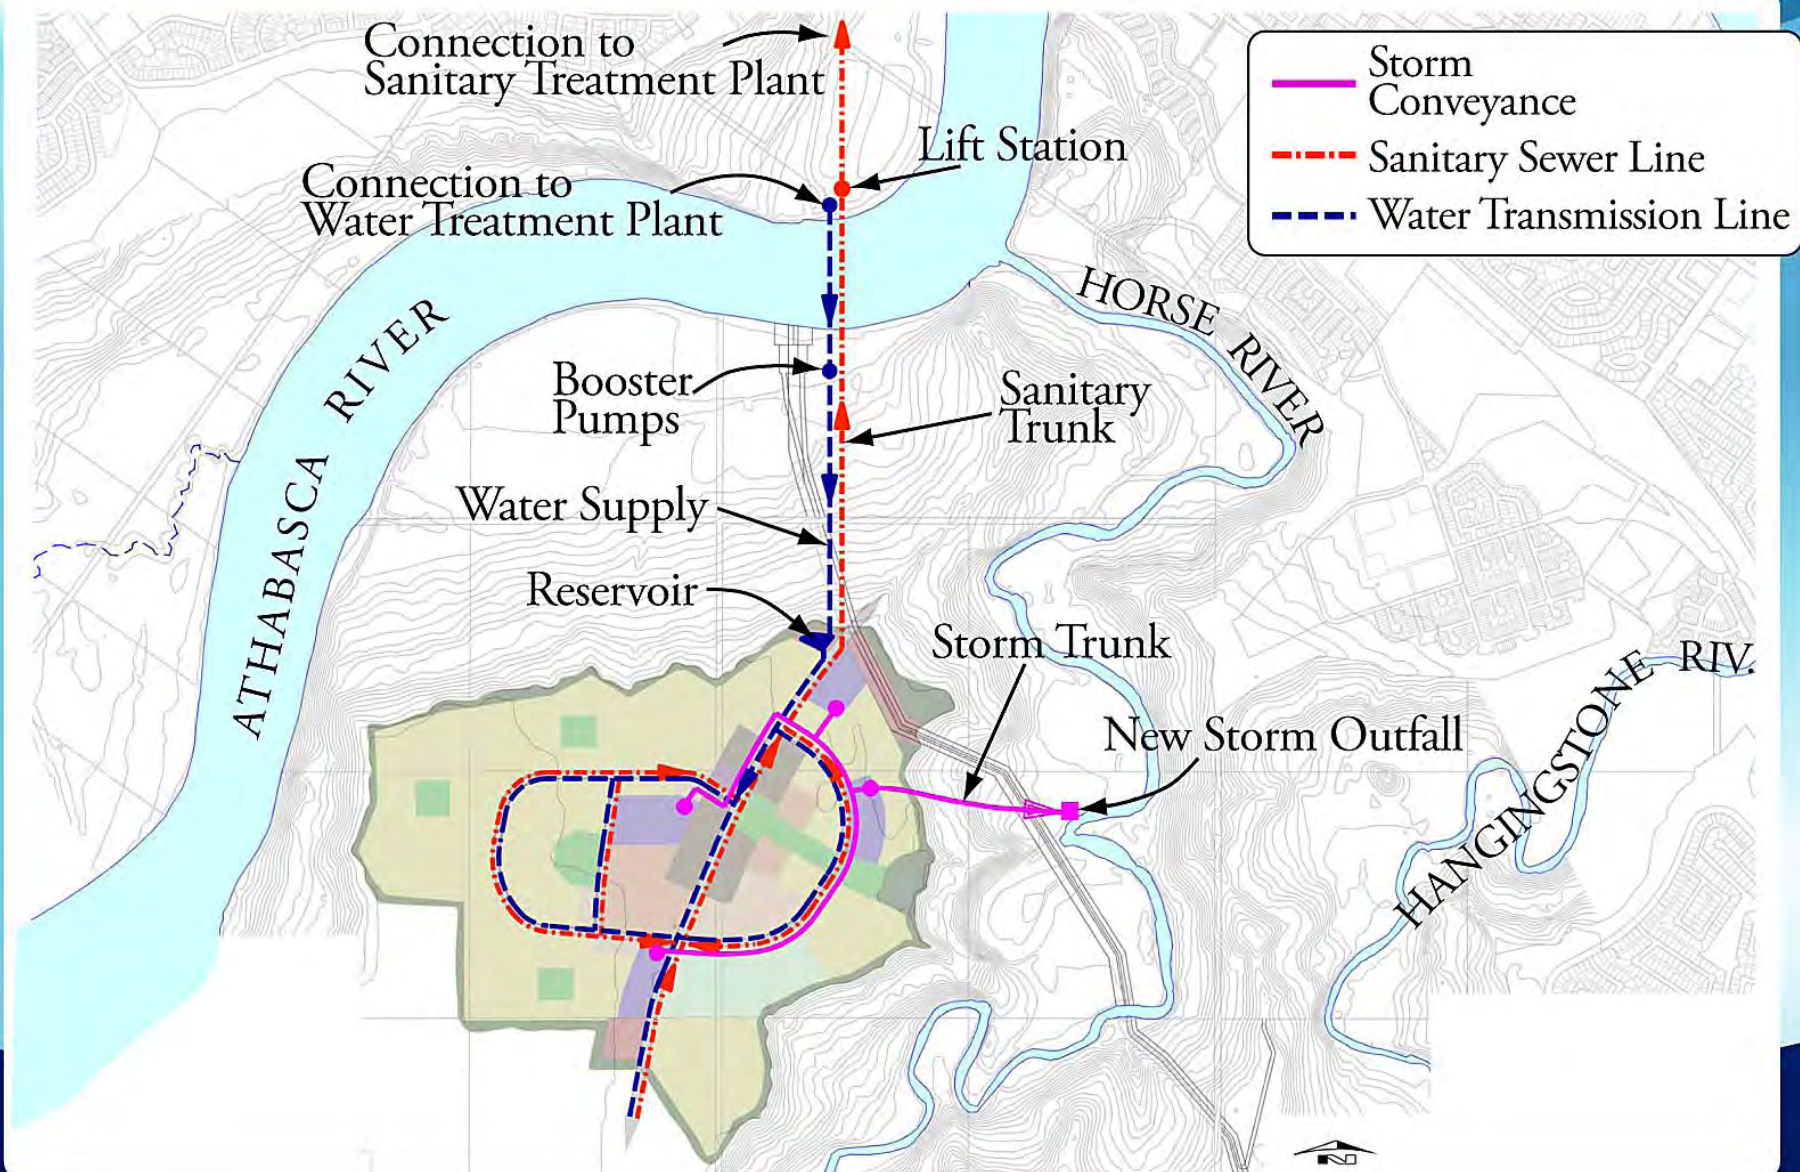 Connection to
Sanitary Treatment Plant
Storm
Conveyance
Lift Station
Sanitary Sewer Line
Connection to
Water Treatment Plant
Water Transmission Line
HORSE RIVER
ATHABASCA RIVER
Booster
Pumps
Sanitary
Trunk
Water Supply
Reservoir
Storm Trunk
HANGINGSTONE RIV.
New Storm Outfall
N